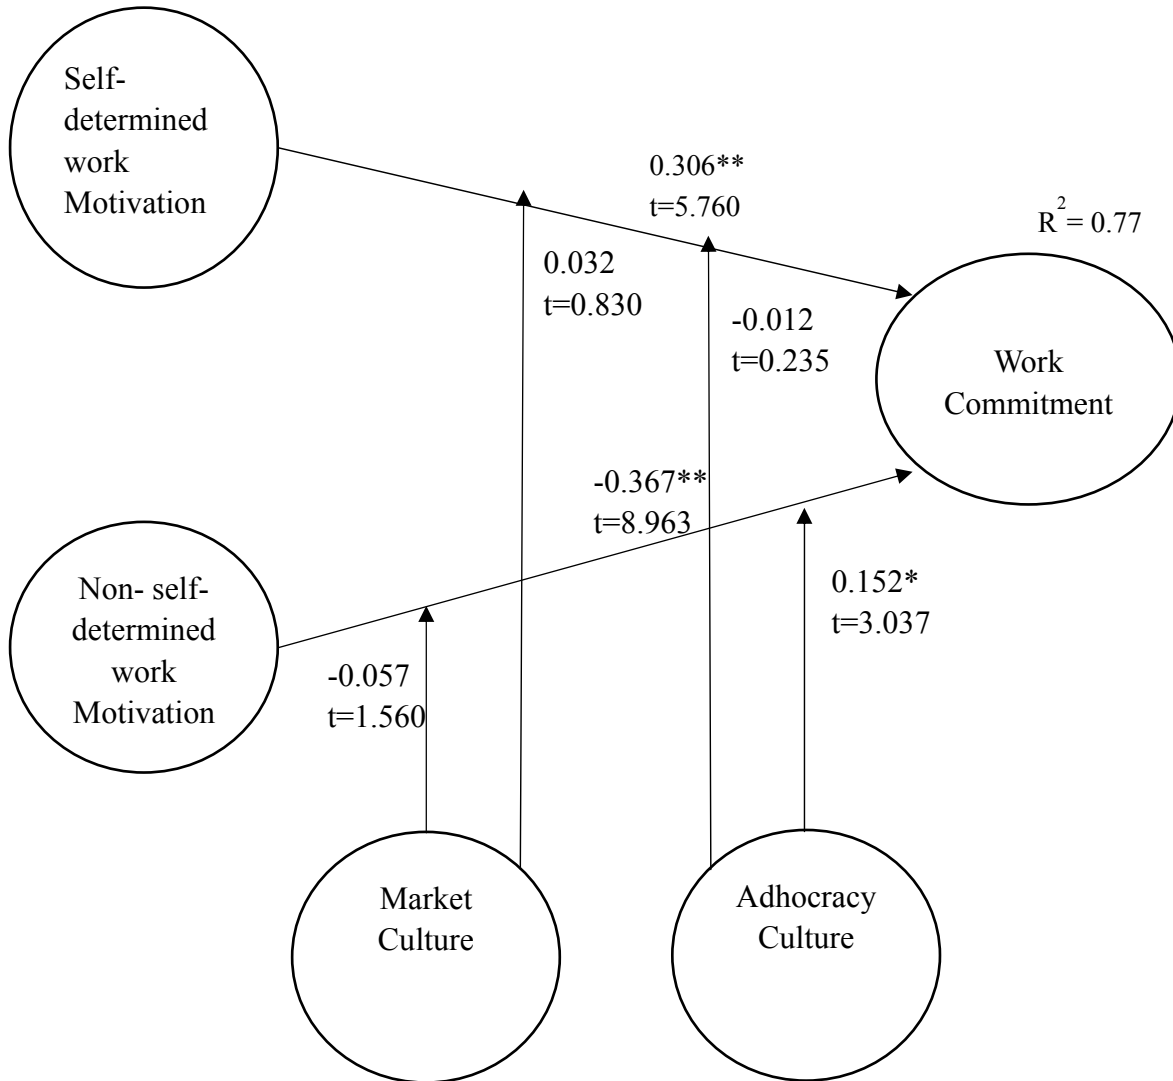 Self-
determined
work
Motivation
0.306**
t=5.760
R² = 0.77
0.032
t=0.830
-0.012
t=0.235
Work
Commitment
-0.367**
t=8.963
Non- self-
determined
work
Motivation
0.152*
t=3.037
-0.057
t=1.560
Market
Culture
Adhocracy
Culture